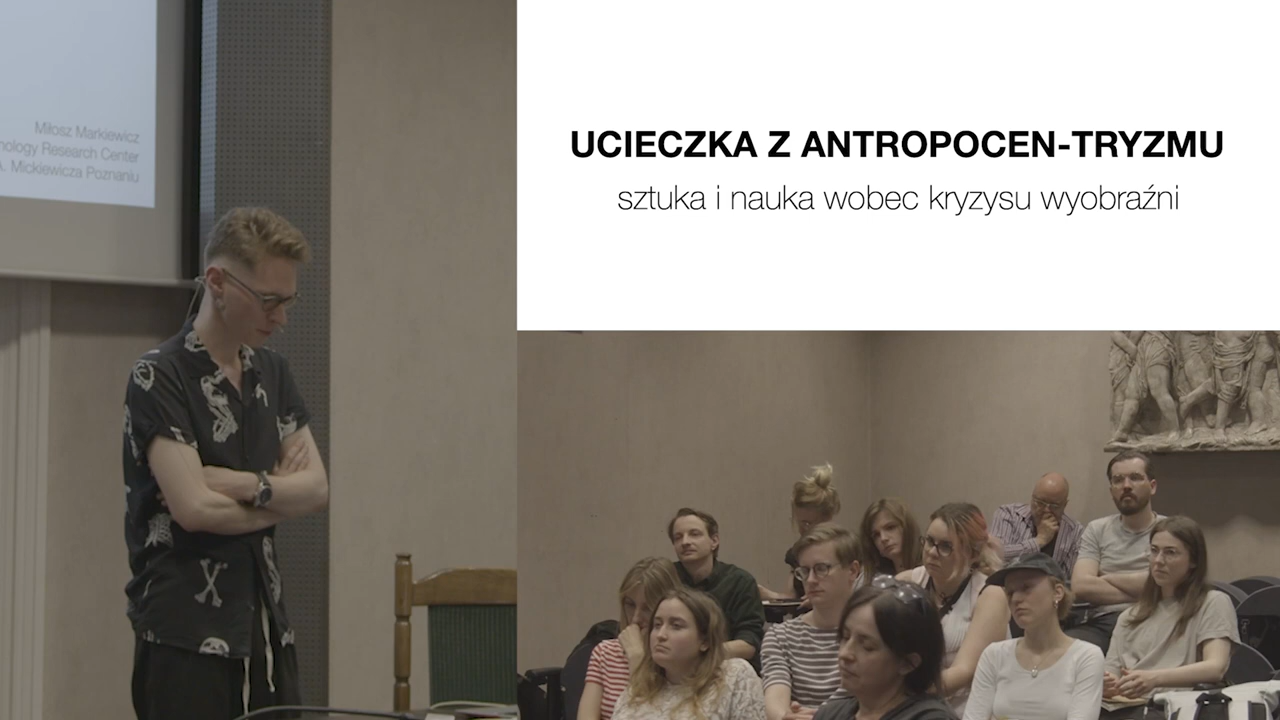 Miłosz Markiewicz
nology Research Center
A. Mickiewicza Poznaniu
UCIECZKA Z ANTROPOCEN-TRYZMU
sztuka i nauka wobec kryzysu wyobraźni